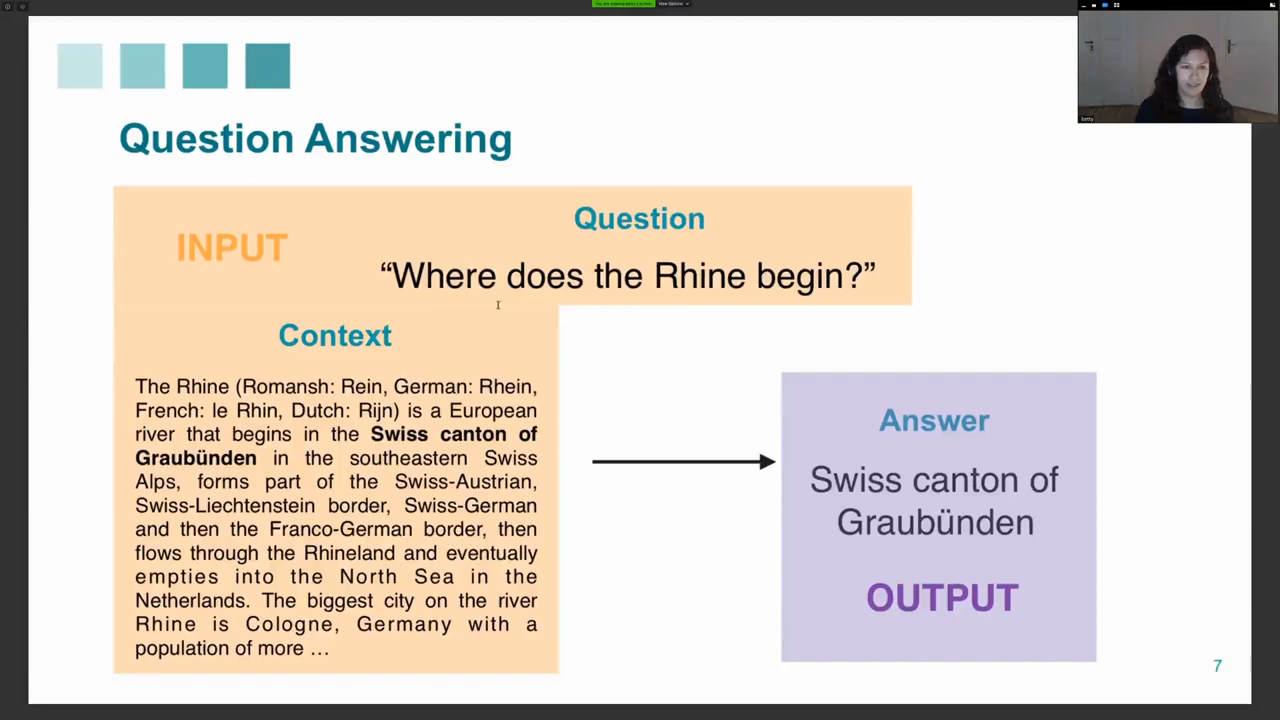 Question Answering
INPUT
Question
“Where does the Rhine begin?”
Context
The Rhine (Romansh: Rein, German: Rhein,
French: le Rhin, Dutch: Rijn) is a European
river that begins in the Swiss canton of
Graubünden in the southeastern Swiss
Alps, forms part of the Swiss-Austrian,
Swiss-Liechtenstein border, Swiss-German
and then the Franco-German border, then
flows through the Rhineland and eventually
empties into the North Sea in the
Netherlands. The biggest city on the river
Rhine is Cologne, Germany with a
population of more …
Answer
Swiss canton of
Graubünden
OUTPUT
7
View Options
betty